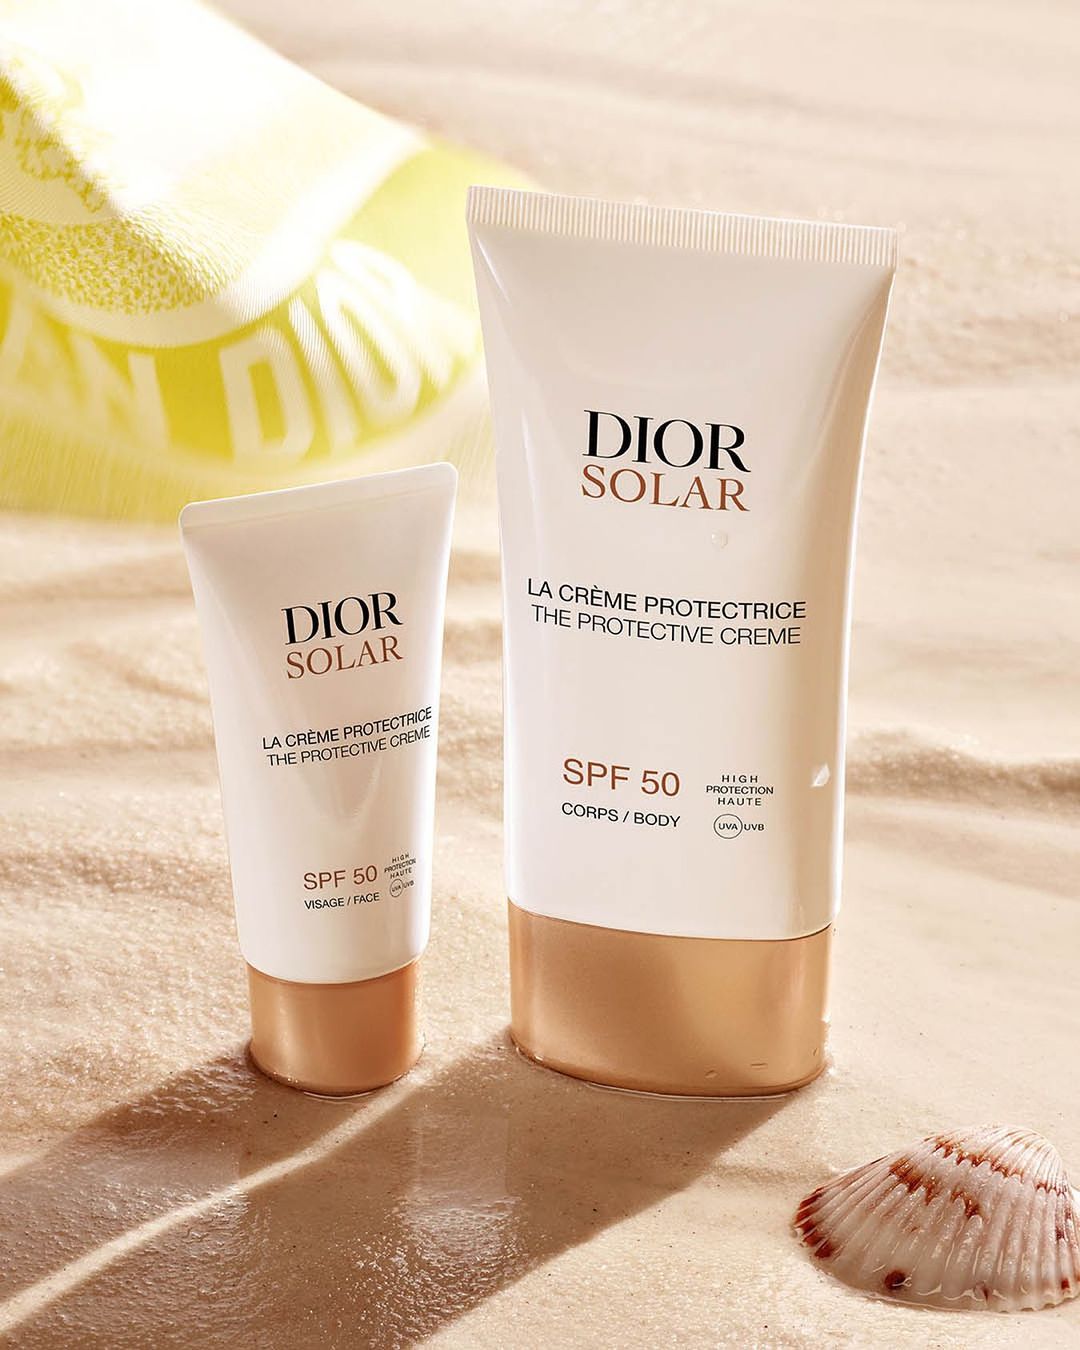 AN DIOR
DIOR
SOLAR
LA CRÈME PROTECTRICE
THE PROTECTIVE CREME
SPF 50
VISAGE / FACE
HIGH
PROTECTION
HAUTE
UVA UVB
DIOR
SOLAR
LA CRÈME PROTECTRICE
THE PROTECTIVE CREME
SPF 50
CORPS / BODY
HIGH
PROTECTION
HAUTE
UVA UVB